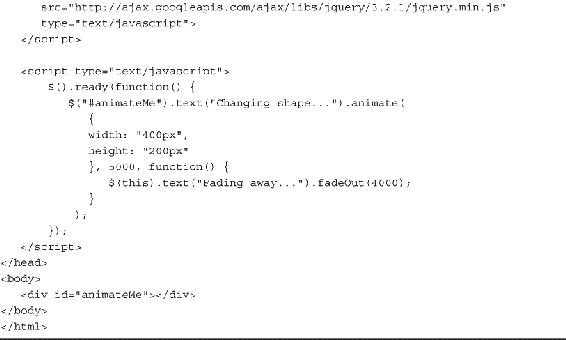 src="http://ajax.googleapis.com/ajax/libs/jquery/3.2.1/jquery.min.js"
type="text/javascript">
</script>
<script type="text/javascript">
$().ready(function() {
$("#animateMe").text("Changing shape...").animate(
{
width: "400px",
height: "200px"
}, 5000, function() {
$(this).text("Fading away...").fadeOut(4000);
}
);
});
</script>
</head>
<body>
<div id="animateMe"></div>
</body>
</html>